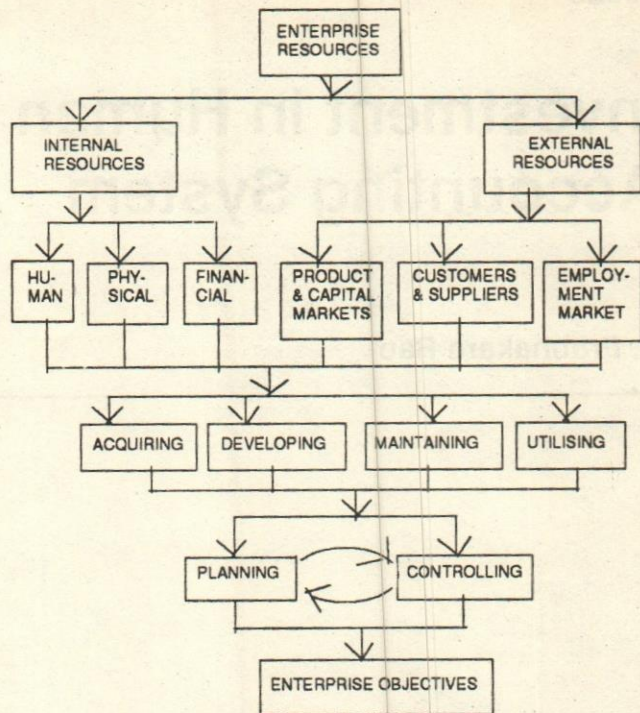 ENTERPRISE
RESOURCES
INTERNAL
RESOURCES
EXTERNAL
RESOURCES
HU-
MAN
PHY-
SICAL
FINAN-
CIAL
PRODUCT
& CAPITAL
MARKETS
CUSTOMERS
& SUPPLIERS
EMPLOY-
MENT
MARKET
ACQUIRING
DEVELOPING
MAINTAINING
UTILISING
PLANNING
CONTROLLING
ENTERPRISE OBJECTIVES